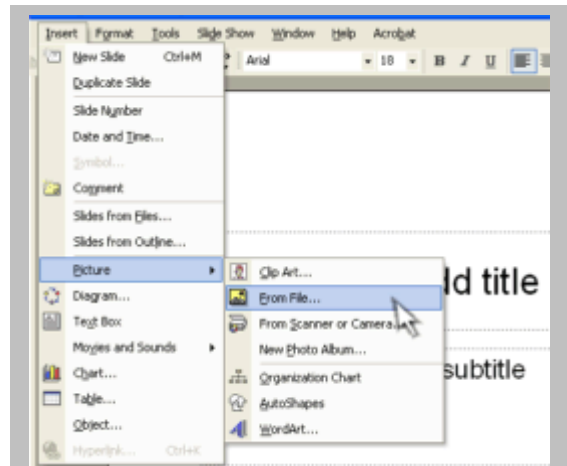 Insert Format Tools Slide Show Window Help Acrobat
New Slide Ctrl+M
Arial 18 B I U
Duplicate Slide
Slide Number
Date and Time...
Symbol...
Comment
Slides from Files...
Slides from Outline...
Picture
Clip Art...
dd title
Diagram...
From File...
Text Box
From Scanner or Camera...
Movies and Sounds
New Photo Album...
subtitle
Chart...
Organization Chart
Table...
AutoShapes
Object...
WordArt...
Hyperlink... Ctrl+K